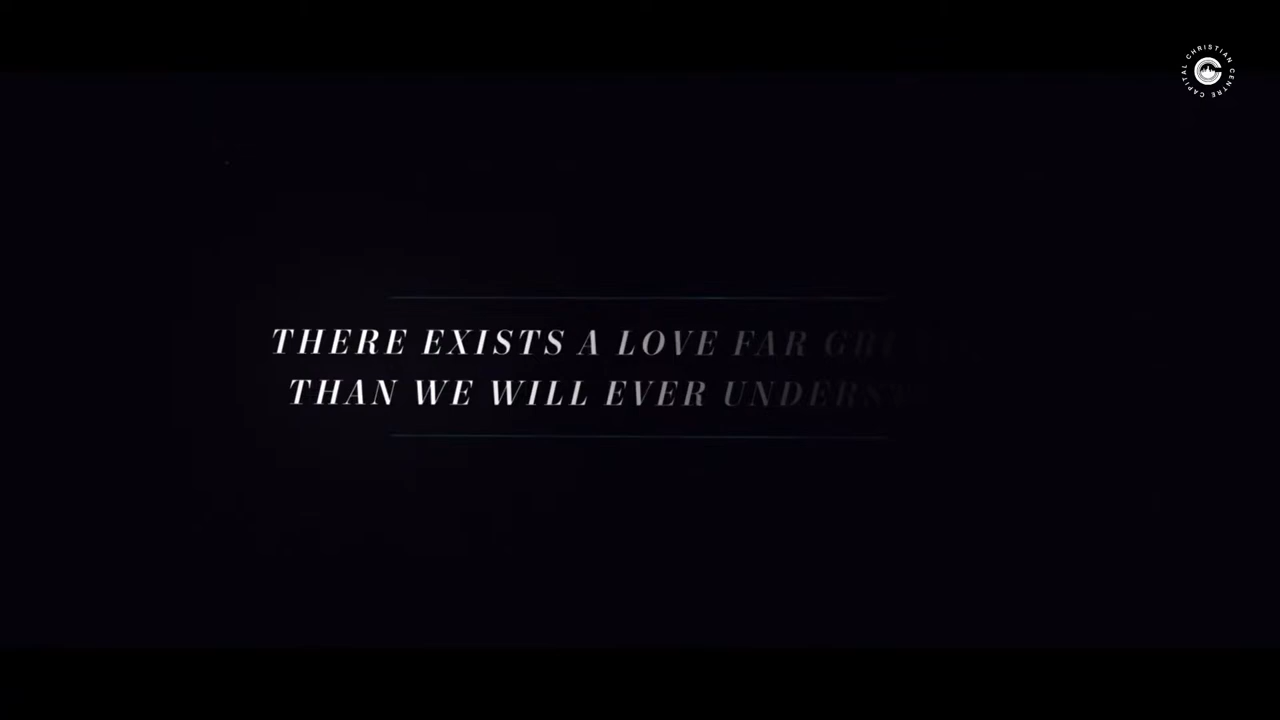 THERE EXISTS A LOVE FAR
THAN WE WILL EVER
CAPITAL CHRISTIAN CENTRE